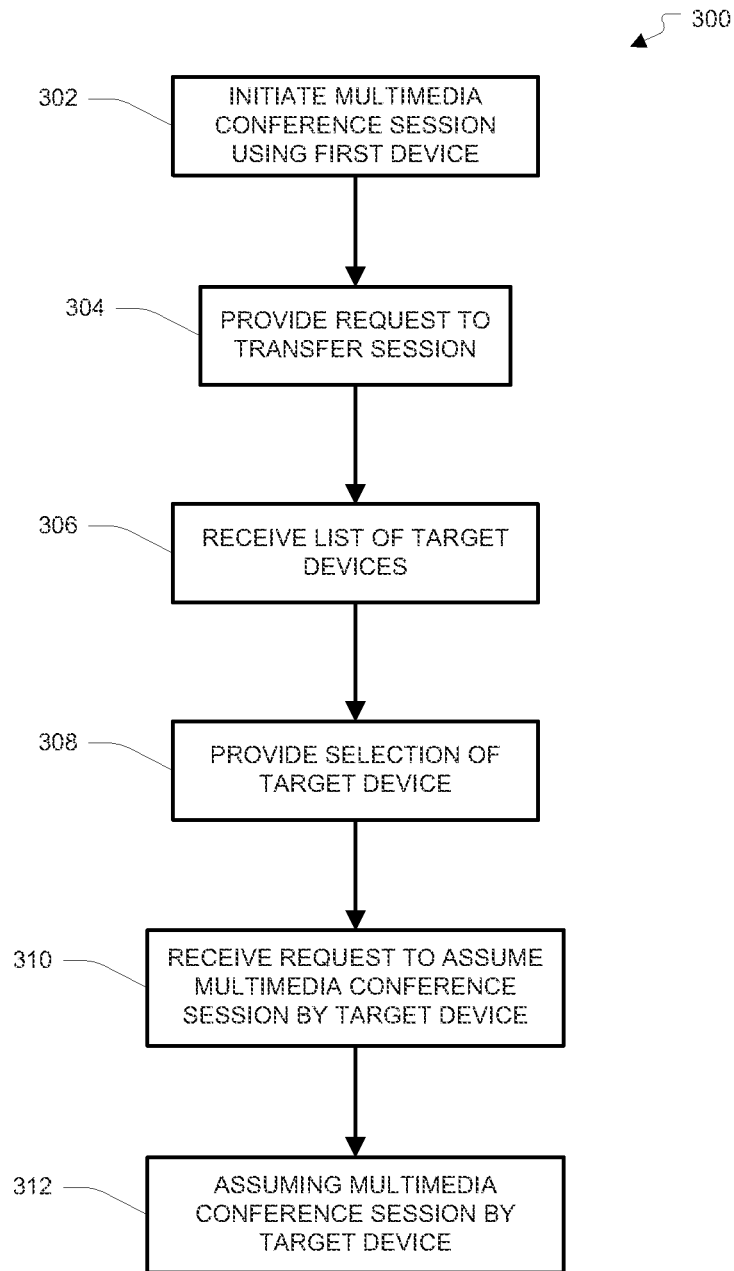 300
302
INITIATE MULTIMEDIA
CONFERENCE SESSION
USING FIRST DEVICE
304
PROVIDE REQUEST TO
TRANSFER SESSION
306
RECEIVE LIST OF TARGET
DEVICES
308
PROVIDE SELECTION OF
TARGET DEVICE
310
RECEIVE REQUEST TO ASSUME
MULTIMEDIA CONFERENCE
SESSION BY TARGET DEVICE
312
ASSUMING MULTIMEDIA
CONFERENCE SESSION BY
TARGET DEVICE